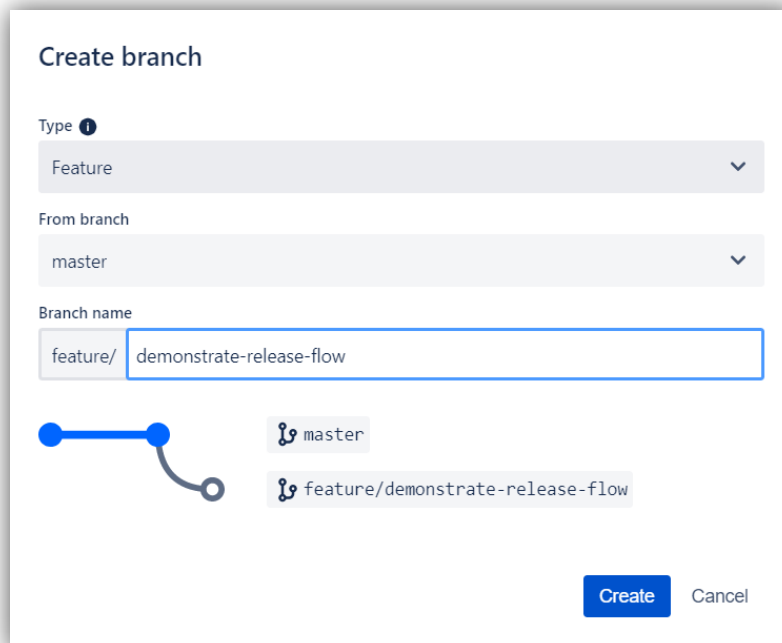 Create branch
Type
Feature
From branch
master
Branch name
feature/ demonstrate-release-flow
master
feature/demonstrate-release-flow
Create Cancel